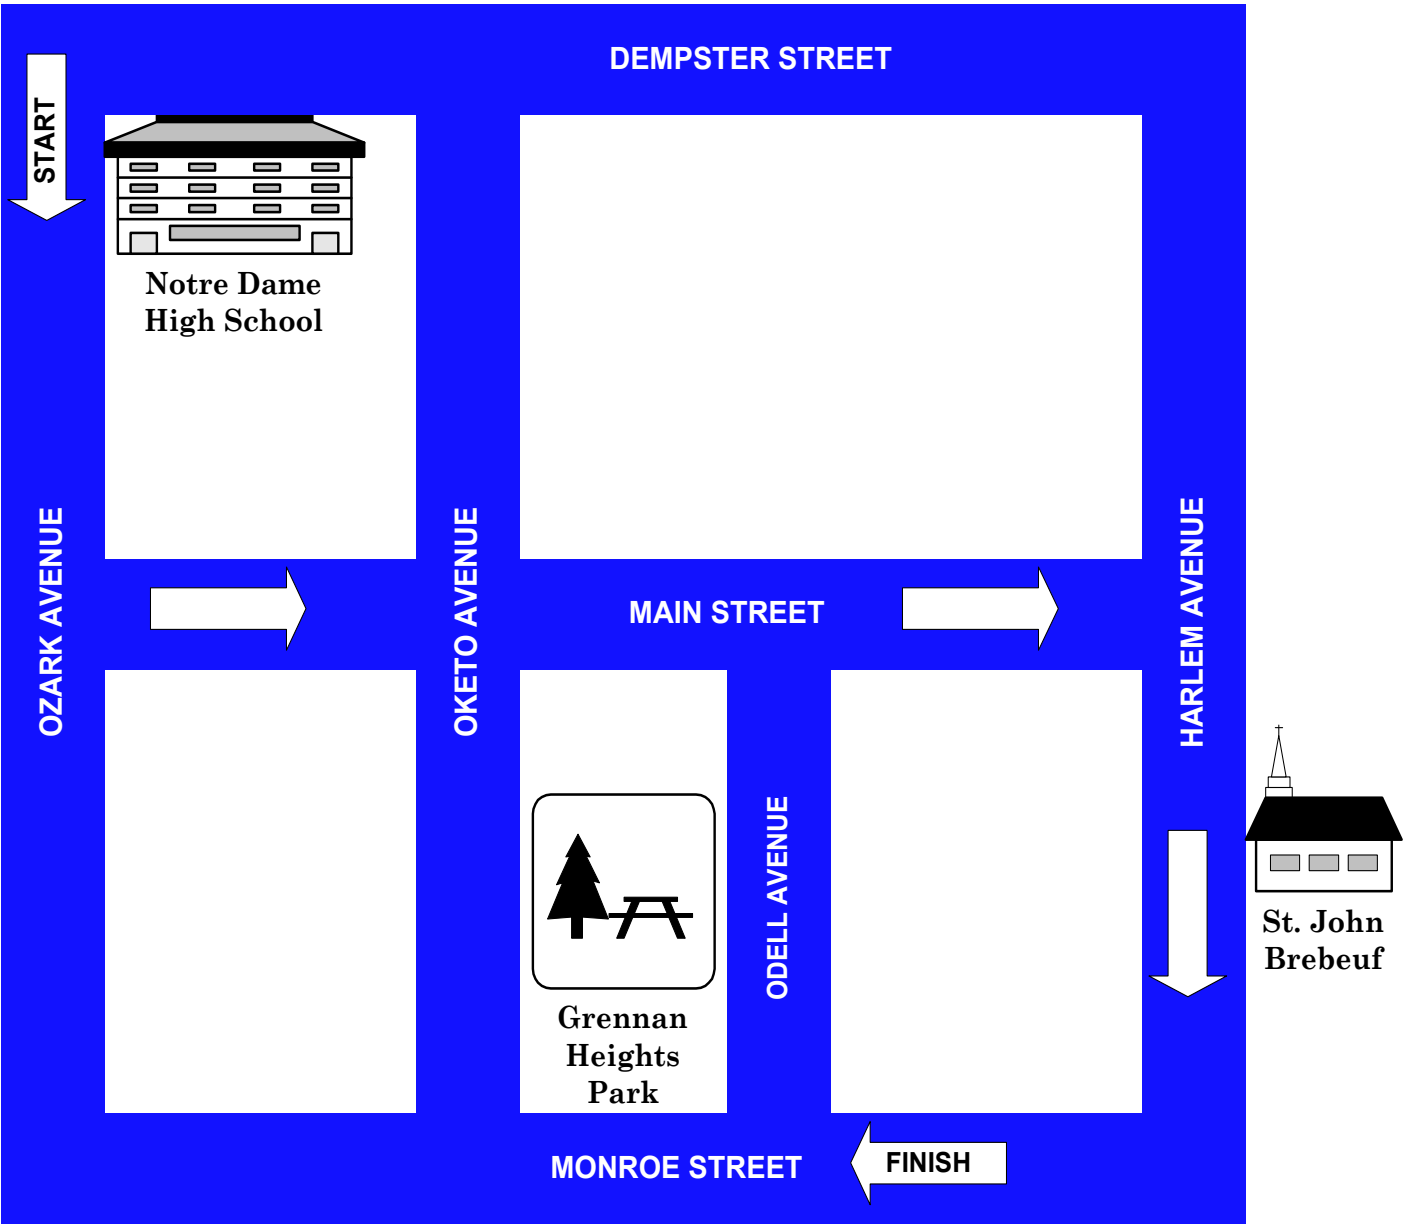 DEMPSTER STREET
START
Notre Dame
High School
OZARK AVENUE
OKETO AVENUE
MAIN STREET
HARLEM AVENUE
ODELL AVENUE
St. John
Brebeuf
Grennan
Heights
Park
MONROE STREET
FINISH